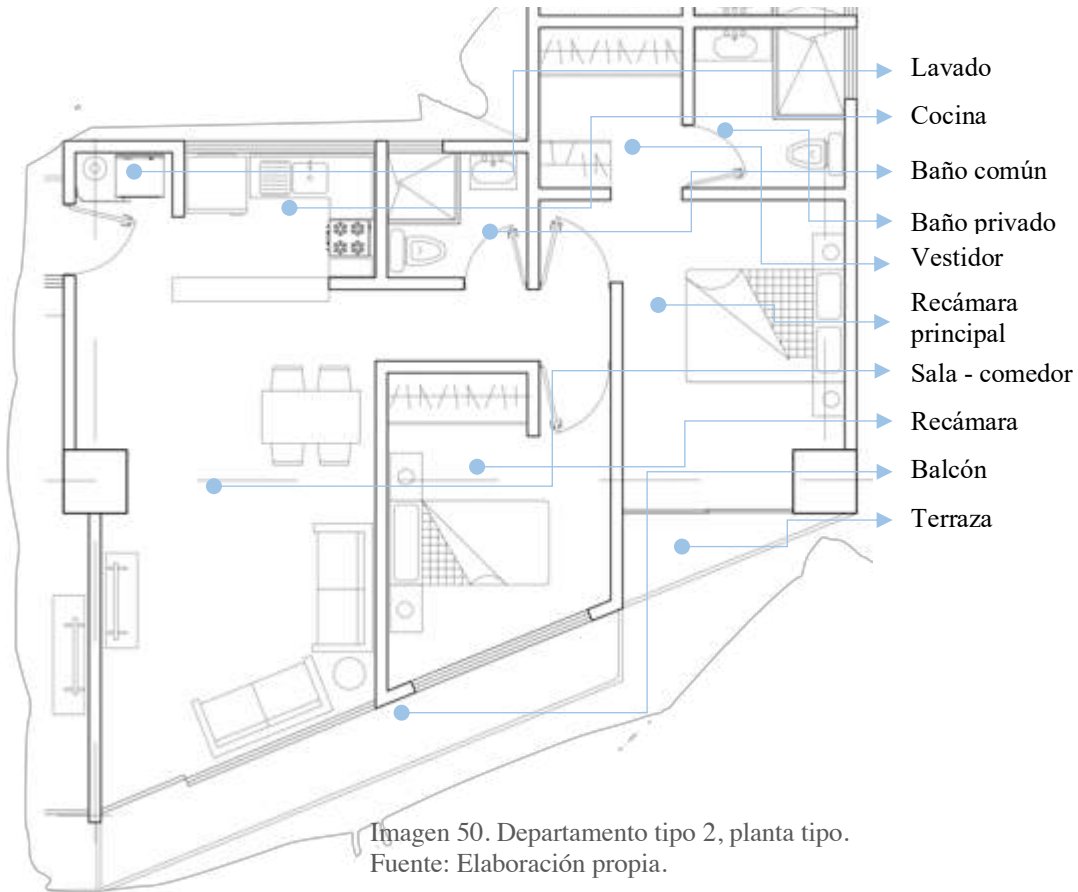 Lavado
Cocina
Baño común
Baño privado
Vestidor
Recámara
principal
Sala - comedor
Recámara
Balcón
Terraza
Imagen 50. Departamento tipo 2, planta tipo.
Fuente: Elaboración propia.